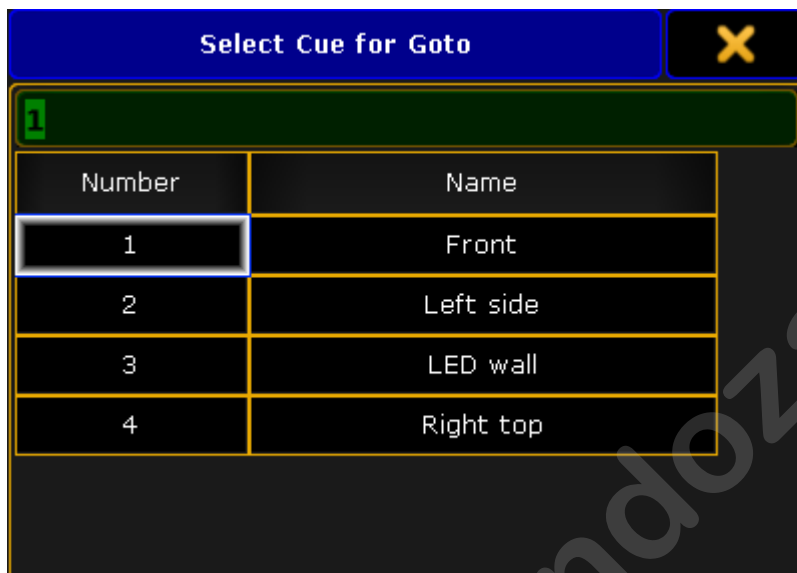 Select Cue for Goto
1
Number Name
1 Front
2 Left side
3 LED wall
4 Right top